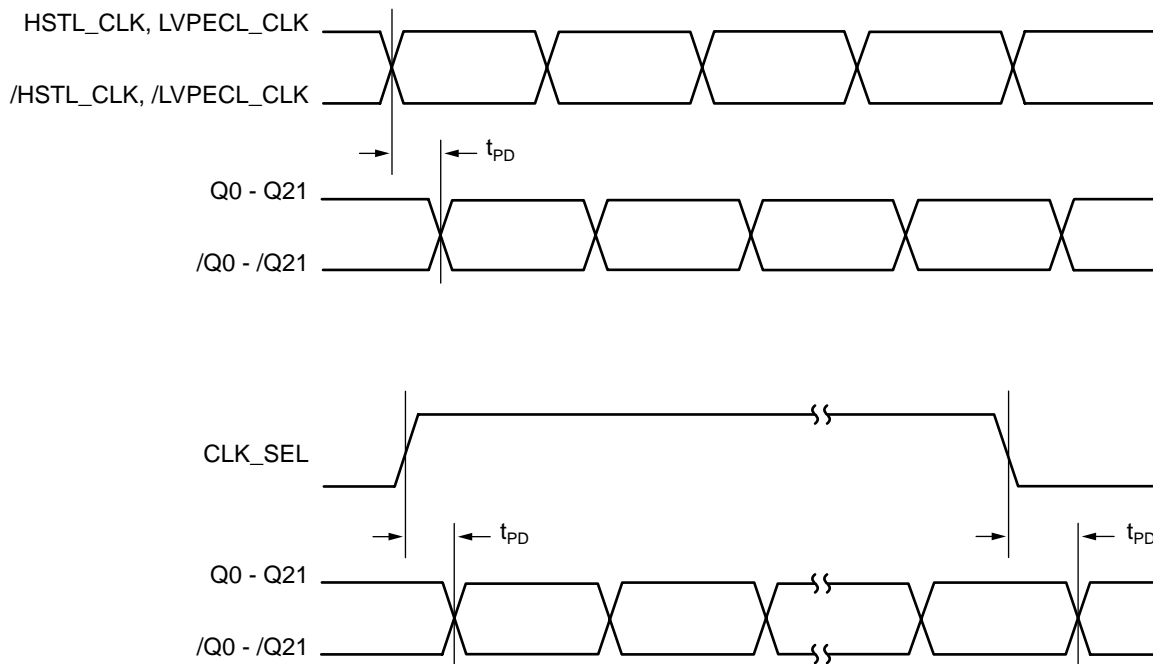 HSTL_CLK, LVPECL_CLK
/HSTL_CLK, /LVPECL_CLK
tPD
Q0 - Q21
/Q0 - /Q21
CLK_SEL
tPD
tPD
Q0 - Q21
/Q0 - /Q21